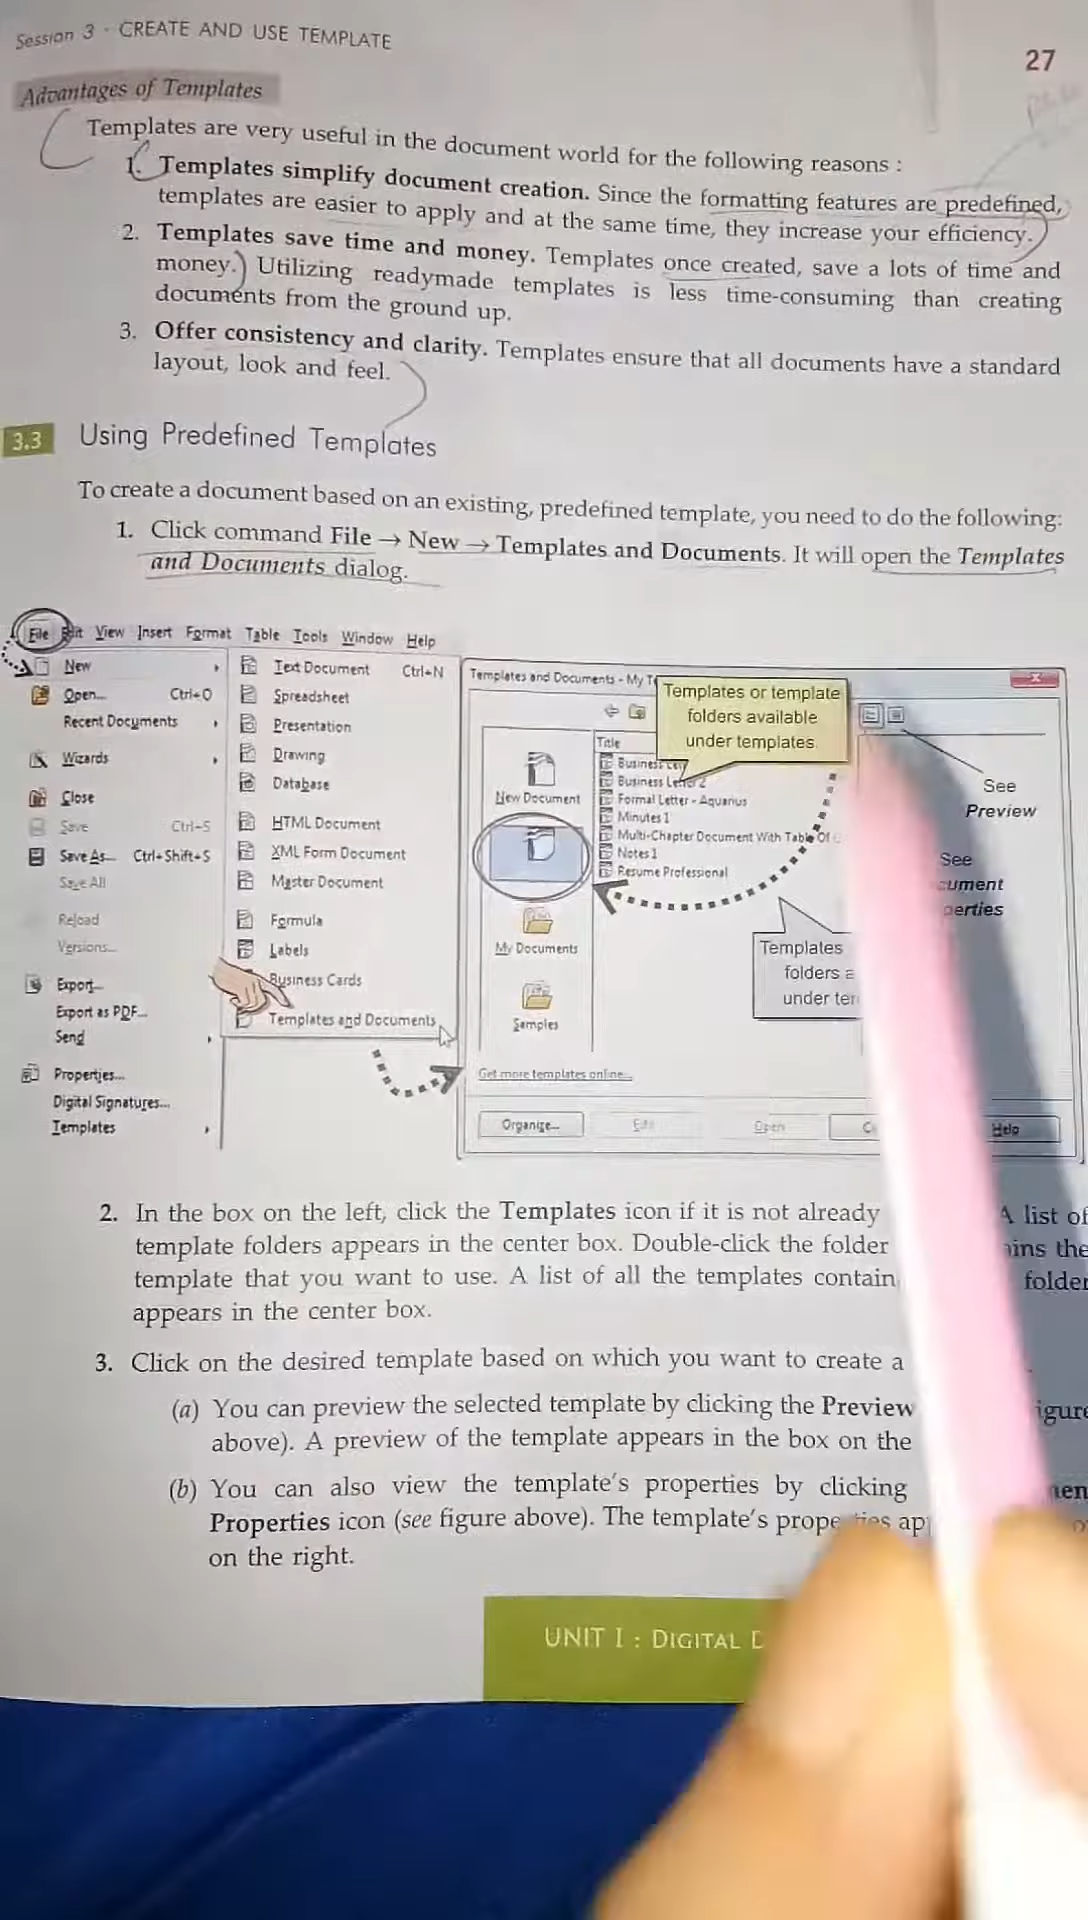 Session 3 · CREATE AND USE TEMPLATE
27
Advantages of Templates
Templates are very useful in the document world for the following reasons :
1. Templates simplify document creation. Since the formatting features are predefined,
templates are easier to apply and at the same time, they increase your efficiency.
2. Templates save time and money. Templates once created, save a lots of time and
money. Utilizing readymade templates is less time-consuming than creating
documents from the ground up.
3. Offer consistency and clarity. Templates ensure that all documents have a standard
layout, look and feel.
3.3 Using Predefined Templates
To create a document based on an existing, predefined template, you need to do the following:
1. Click command File → New → Templates and Documents. It will open the Templates
and Documents dialog.
File Edit View Insert Format Table Tools Window Help
New
Open... Ctrl+O
Recent Documents
Wizards
Close
Save Ctrl+S
Save As... Ctrl+Shift+S
Save All
Reload
Versions...
Export...
Export as PDF...
Send
Properties...
Digital Signatures...
Templates
Text Document Ctrl+N
Spreadsheet
Presentation
Drawing
Database
HTML Document
XML Form Document
Master Document
Formula
Labels
Business Cards
Templates and Documents
Templates and Documents - My T
Templates or template
folders available
under templates
Title
New Document
My Documents
Samples
Business Letter 2
Formal Letter - Aquarius
Minutes 1
Multi-Chapter Document With Table Of
Notes 1
Resume Professional
See
Preview
See
cument
perties
Templates
folders a
under ter
Get more templates online...
Organize... Edit Open Help
2. In the box on the left, click the Templates icon if it is not already A list of
template folders appears in the center box. Double-click the folder ins the
template that you want to use. A list of all the templates contain folder
appears in the center box.
3. Click on the desired template based on which you want to create a
(a) You can preview the selected template by clicking the Preview igure
above). A preview of the template appears in the box on the
(b) You can also view the template's properties by clicking men
Properties icon (see figure above). The template's properties ap
on the right.
UNIT I : DIGITAL D